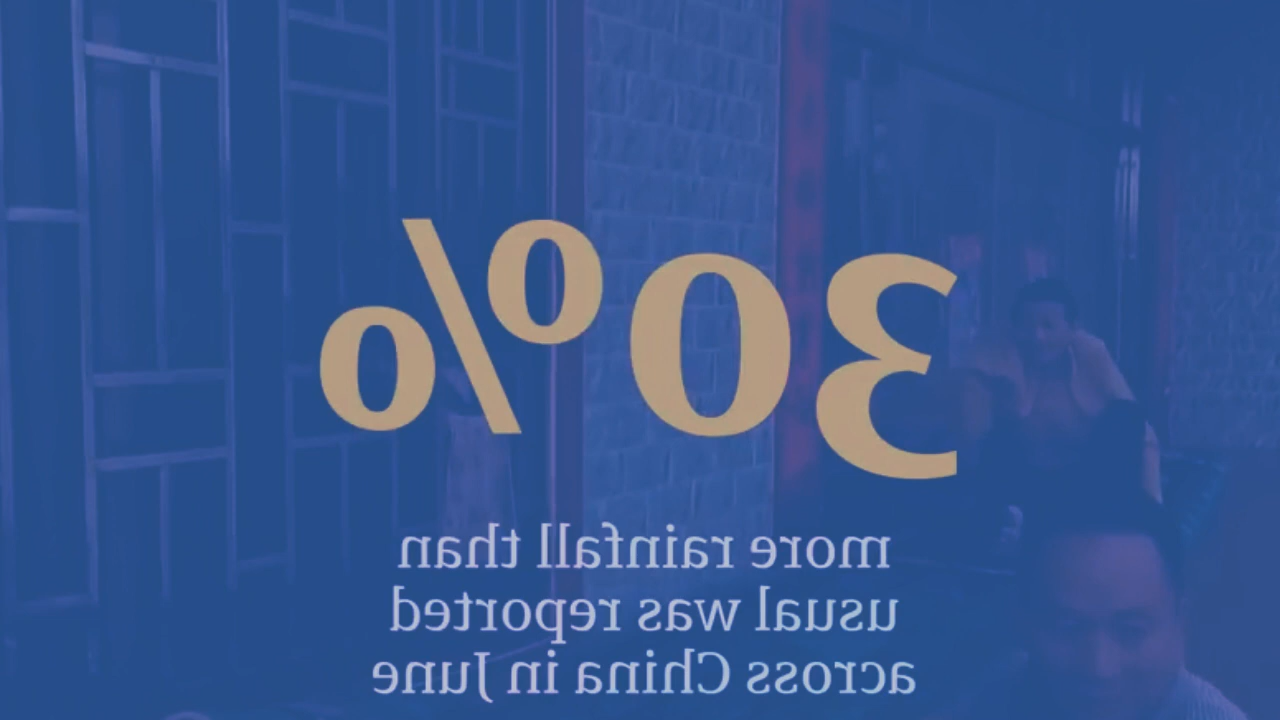 30%
more rainfall than
usual was reported
across China in June